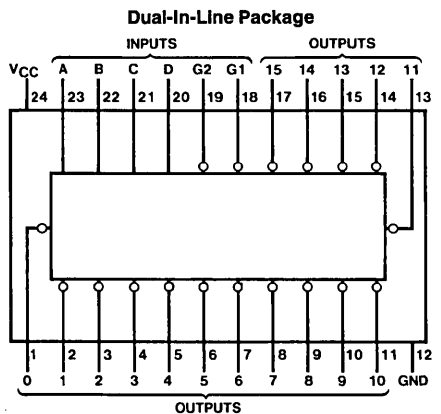 Dual-In-Line Package
INPUTS OUTPUTS
VCC A B C D G2 G1 15 14 13 12 11
24 23 22 21 20 19 18 17 16 15 14 13
1 2 3 4 5 6 7 8 9 10 11 12
0 1 2 3 4 5 6 7 8 9 10 GND
OUTPUTS